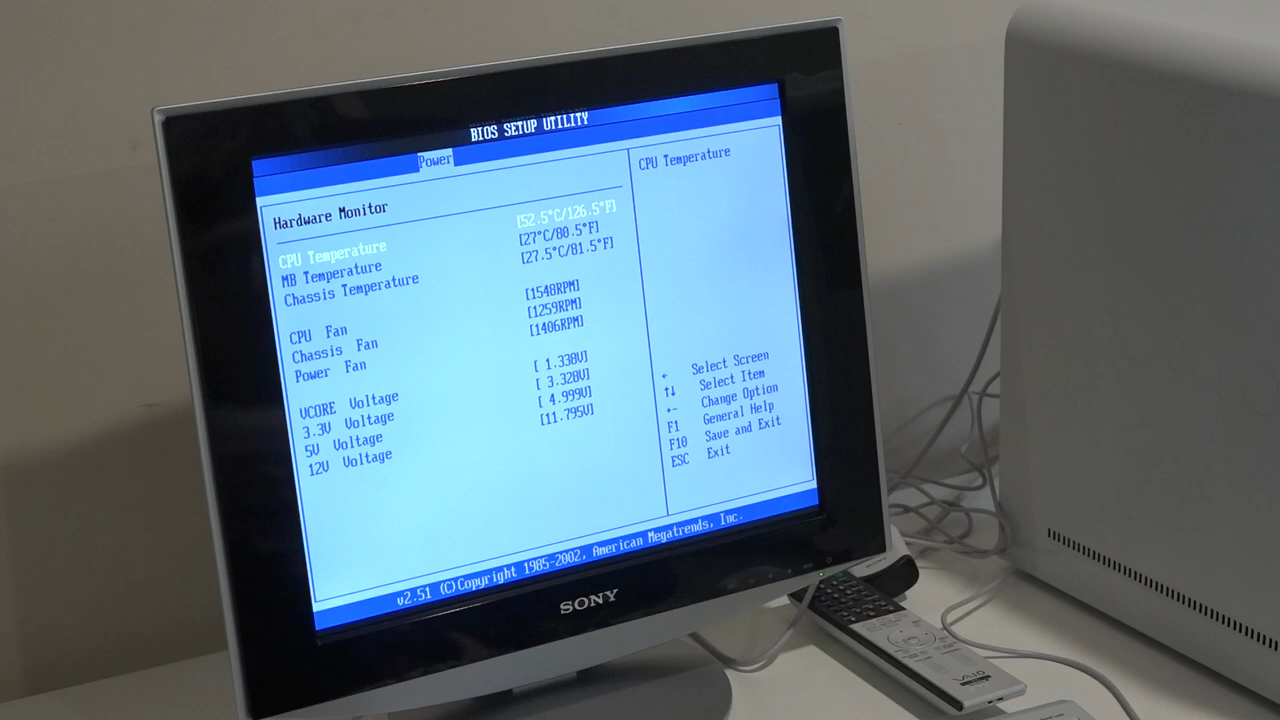 BIOS SETUP UTILITY
Power
Hardware Monitor
CPU Temperature [52.5°C/126.5°F]
MB Temperature [27°C/80.5°F]
Chassis Temperature [27.5°C/81.5°F]
CPU Fan [1548RPM]
Chassis Fan [1259RPM]
Power Fan [1406RPM]
VCORE Voltage [ 1.338V]
3.3V Voltage [ 3.328V]
5V Voltage [ 4.999V]
12V Voltage [11.795V]
CPU Temperature
← Select Screen
↑↓ Select Item
+- Change Option
F1 General Help
F10 Save and Exit
ESC Exit
v2.51 (C)Copyright 1985-2002, American Megatrends, Inc.
SONY
VAIO